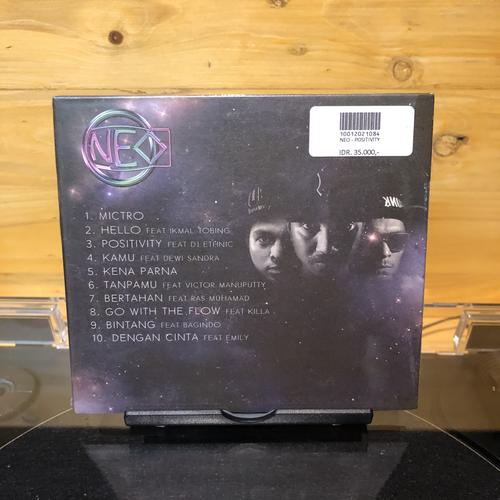 NEO
10012021084
NEO - POSITIVITY
IDR. 35.000,-
1. MICTRO
2. HELLO FEAT IKMAL TOBING
3. POSITIVITY FEAT DJ ETHNIC
4. KAMU FEAT DEWI SANDRA
5. KENA PARNA
6. TANPAMU FEAT VICTOR MANUPUTTY
7. BERTAHAN FEAT RAS MUHAMAD
8. GO WITH THE FLOW FEAT KILLA
9. BINTANG FEAT BAGINDO
10. DENGAN CINTA FEAT EMILY